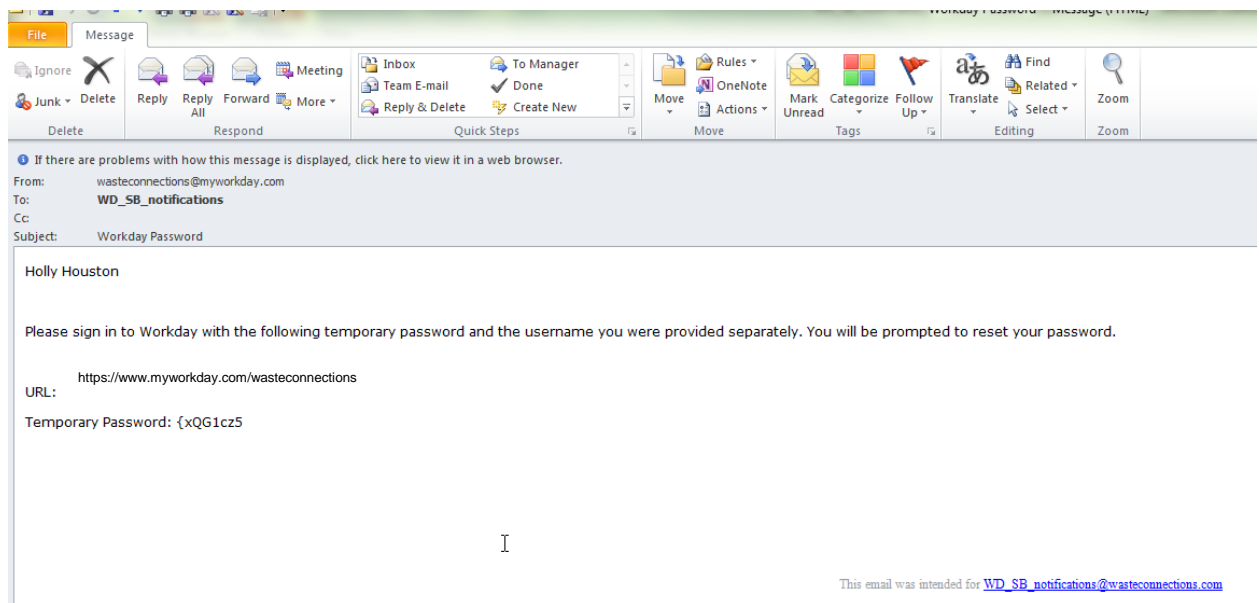 Workday Password - Message (HTML)
File Message
Ignore
Junk
Delete
Delete
Reply
Reply All
Forward
Meeting
More
Respond
Inbox To Manager
Team E-mail Done
Reply & Delete Create New
Quick Steps
Move
Rules
OneNote
Actions
Move
Mark Unread
Categorize
Follow Up
Tags
Translate
Find
Related
Select
Editing
Zoom
Zoom
If there are problems with how this message is displayed, click here to view it in a web browser.
From: wasteconnections@myworkday.com
To: WD_SB_notifications
Cc:
Subject: Workday Password
Holly Houston
Please sign in to Workday with the following temporary password and the username you were provided separately. You will be prompted to reset your password.
https://www.myworkday.com/wasteconnections
URL:
Temporary Password: {xQG1cz5
This email was intended for WD_SB_notifications@wasteconnections.com